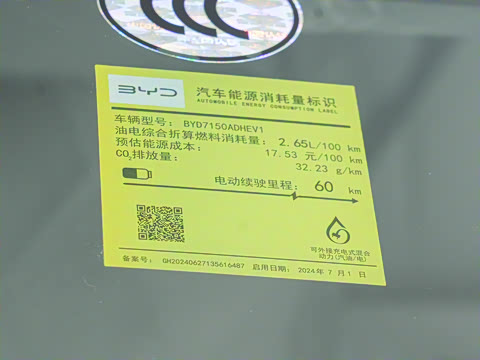 BYD 汽车能源消耗量标识
AUTOMOBILE ENERGY CONSUMPTION LABEL
车辆型号: BYD7150ADHEV1
油电综合折算燃料消耗量: 2.65L/100 km
预估能源成本: 17.53 元/100 km
CO2排放量: 32.23 g/km
电动续驶里程: 60 km
可外接充电式混合
动力(汽油/电)
备案号: QH20240627135616487 启用日期: 2024年 7月1日